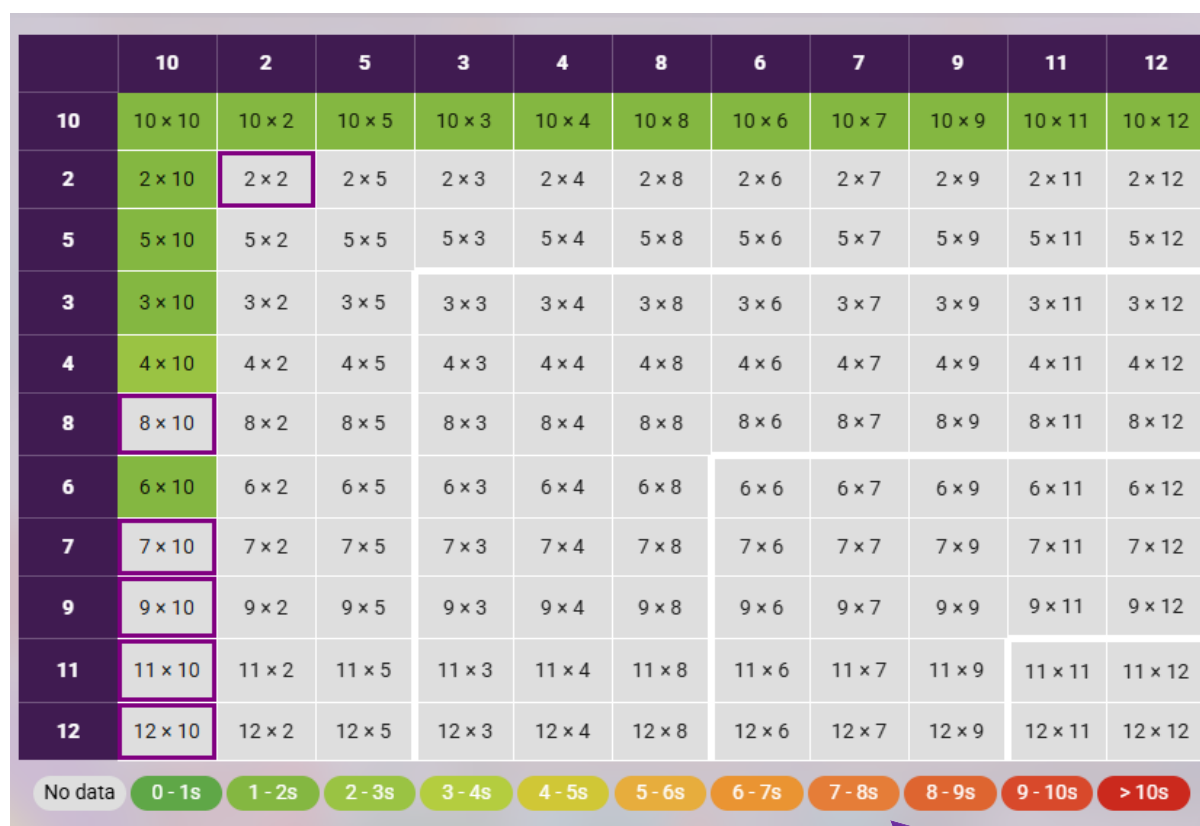 10 2 5 3 4 8 6 7 9 11 12
10 10 × 10 10 × 2 10 × 5 10 × 3 10 × 4 10 × 8 10 × 6 10 × 7 10 × 9 10 × 11 10 × 12
2 2 × 10 2 × 2 2 × 5 2 × 3 2 × 4 2 × 8 2 × 6 2 × 7 2 × 9 2 × 11 2 × 12
5 5 × 10 5 × 2 5 × 5 5 × 3 5 × 4 5 × 8 5 × 6 5 × 7 5 × 9 5 × 11 5 × 12
3 3 × 10 3 × 2 3 × 5 3 × 3 3 × 4 3 × 8 3 × 6 3 × 7 3 × 9 3 × 11 3 × 12
4 4 × 10 4 × 2 4 × 5 4 × 3 4 × 4 4 × 8 4 × 6 4 × 7 4 × 9 4 × 11 4 × 12
8 8 × 10 8 × 2 8 × 5 8 × 3 8 × 4 8 × 8 8 × 6 8 × 7 8 × 9 8 × 11 8 × 12
6 6 × 10 6 × 2 6 × 5 6 × 3 6 × 4 6 × 8 6 × 6 6 × 7 6 × 9 6 × 11 6 × 12
7 7 × 10 7 × 2 7 × 5 7 × 3 7 × 4 7 × 8 7 × 6 7 × 7 7 × 9 7 × 11 7 × 12
9 9 × 10 9 × 2 9 × 5 9 × 3 9 × 4 9 × 8 9 × 6 9 × 7 9 × 9 9 × 11 9 × 12
11 11 × 10 11 × 2 11 × 5 11 × 3 11 × 4 11 × 8 11 × 6 11 × 7 11 × 9 11 × 11 11 × 12
12 12 × 10 12 × 2 12 × 5 12 × 3 12 × 4 12 × 8 12 × 6 12 × 7 12 × 9 12 × 11 12 × 12
No data 0 - 1s 1 - 2s 2 - 3s 3 - 4s 4 - 5s 5 - 6s 6 - 7s 7 - 8s 8 - 9s 9 - 10s > 10s